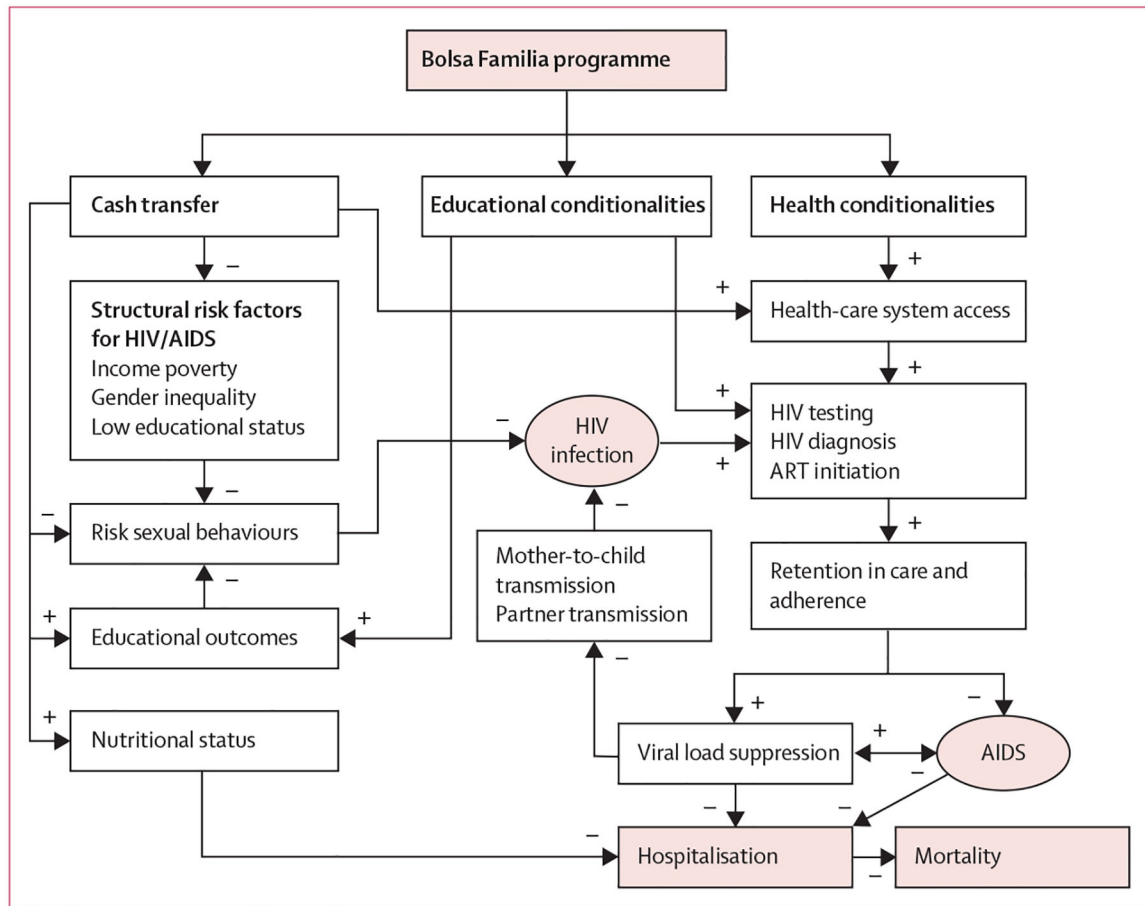 Bolsa Familia programme
Cash transfer
Educational conditionalities
Health conditionalities
–
+
Structural risk factors
for HIV/AIDS
Income poverty
Gender inequality
Low educational status
+
Health-care system access
+
+
HIV testing
HIV diagnosis
ART initiation
–
HIV
infection
+
–
–
Risk sexual behaviours
–
+
Mother-to-child
transmission
Partner transmission
Retention in care and
adherence
–
+
Educational outcomes
+
–
+
–
+
Nutritional status
Viral load suppression
+
AIDS
–
–
–
–
Hospitalisation
–
Mortality